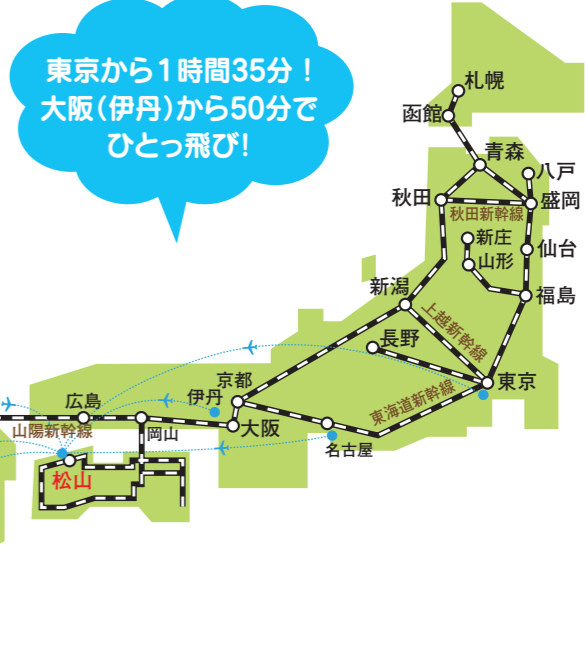 東京から1時間35分！
大阪（伊丹）から50分で
ひとっ飛び！
札幌
函館
青森
八戸
秋田
盛岡
秋田新幹線
新庄
仙台
山形
新潟
福島
上越新幹線
長野
京都
東京
伊丹
広島
東海道新幹線
山陽新幹線
岡山
大阪
名古屋
松山